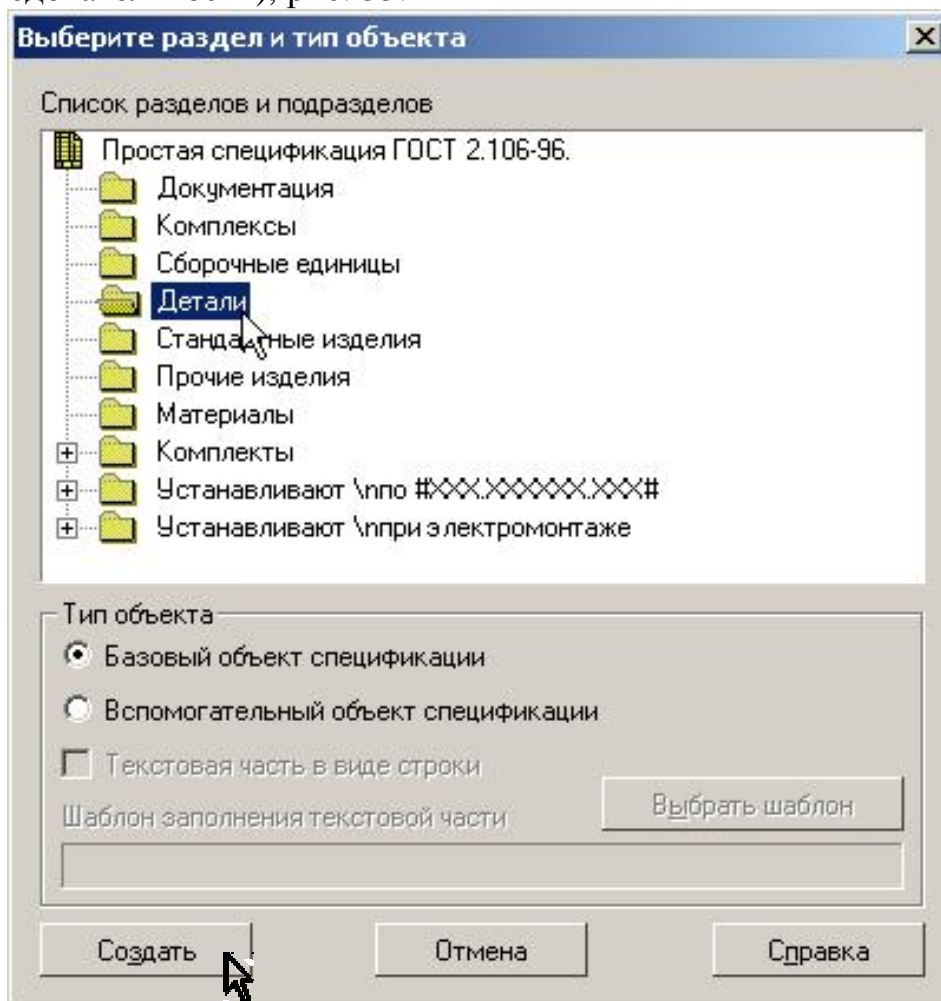 Выберите раздел и тип объекта
Список разделов и подразделов
Простая спецификация ГОСТ 2.106-96.
Документация
Комплексы
Сборочные единицы
Детали
Стандартные изделия
Прочие изделия
Материалы
Комплекты
Устанавливают \nпо #XXX.XXXXXX.XXX#
Устанавливают \nпри электромонтаже
Тип объекта
Базовый объект спецификации
Вспомогательный объект спецификации
Текстовая часть в виде строки
Шаблон заполнения текстовой части
Выбрать шаблон
Создать Отмена Справка